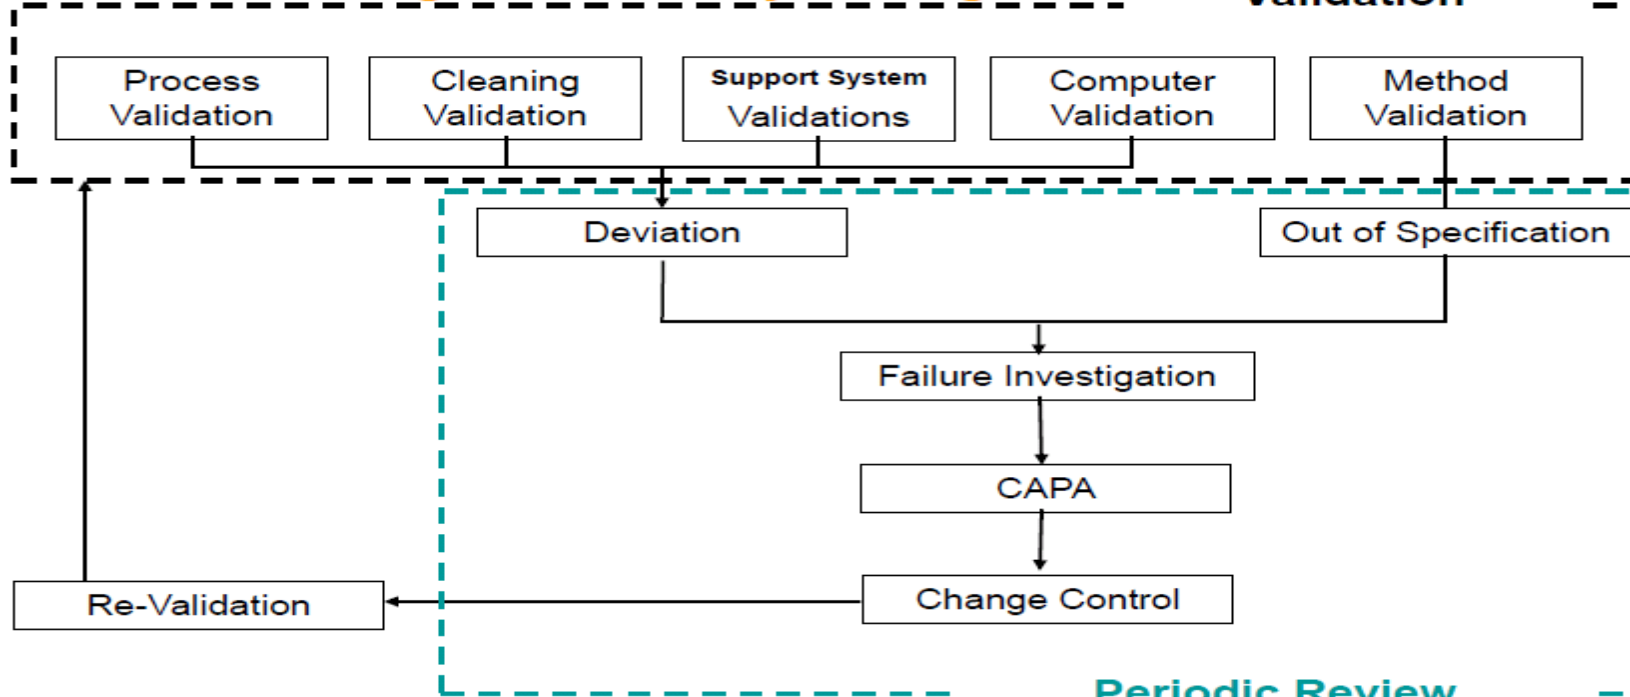 Validation
Process
Validation
Cleaning
Validation
Support System
Validations
Computer
Validation
Method
Validation
Deviation
Out of Specification
Failure Investigation
CAPA
Change Control
Re-Validation
Periodic Review